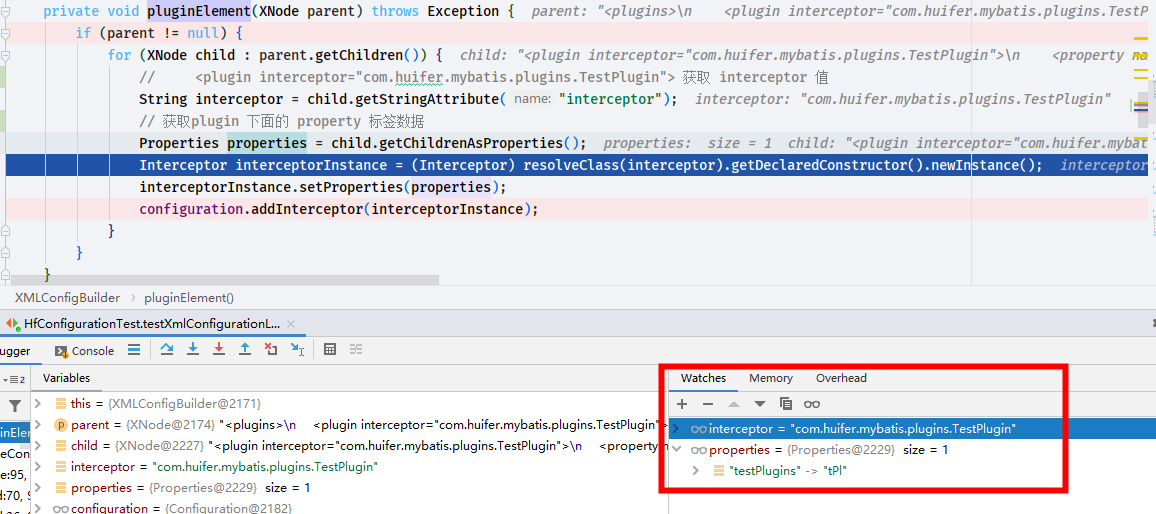 private void pluginElement(XNode parent) throws Exception {  parent: "<plugins>\n    <plugin interceptor="com.huifer.mybatis.plugins.TestP
if (parent != null) {
for (XNode child : parent.getChildren()) {  child: "<plugin interceptor="com.huifer.mybatis.plugins.TestPlugin">\n    <property na
//     <plugin interceptor="com.huifer.mybatis.plugins.TestPlugin"> 获取 interceptor 值
String interceptor = child.getStringAttribute( name: "interceptor");  interceptor: "com.huifer.mybatis.plugins.TestPlugin"
// 获取plugin 下面的 property 标签数据
Properties properties = child.getChildrenAsProperties();  properties:  size = 1  child: "<plugin interceptor="com.huifer.mybat
Interceptor interceptorInstance = (Interceptor) resolveClass(interceptor).getDeclaredConstructor().newInstance();  interceptor
interceptorInstance.setProperties(properties);
configuration.addInterceptor(interceptorInstance);
}
}
}
XMLConfigBuilder › pluginElement()
HfConfigurationTest.testXmlConfigurationL... ×
ugger Console
2 Variables
this = {XMLConfigBuilder@2171}
parent = {XNode@2174} "<plugins>\n    <plugin interceptor="com.huifer.mybatis.plugins.TestPlugin">
inElem child = {XNode@2227} "<plugin interceptor="com.huifer.mybatis.plugins.TestPlugin">\n    <property n
eCon interceptor = "com.huifer.mybatis.plugins.TestPlugin"
e:95, properties = {Properties@2229} size = 1
d:70, S configuration = {Configuration@2182}
Watches Memory Overhead
interceptor = "com.huifer.mybatis.plugins.TestPlugin"
properties = {Properties@2229} size = 1
"testPlugins" -> "tPl"